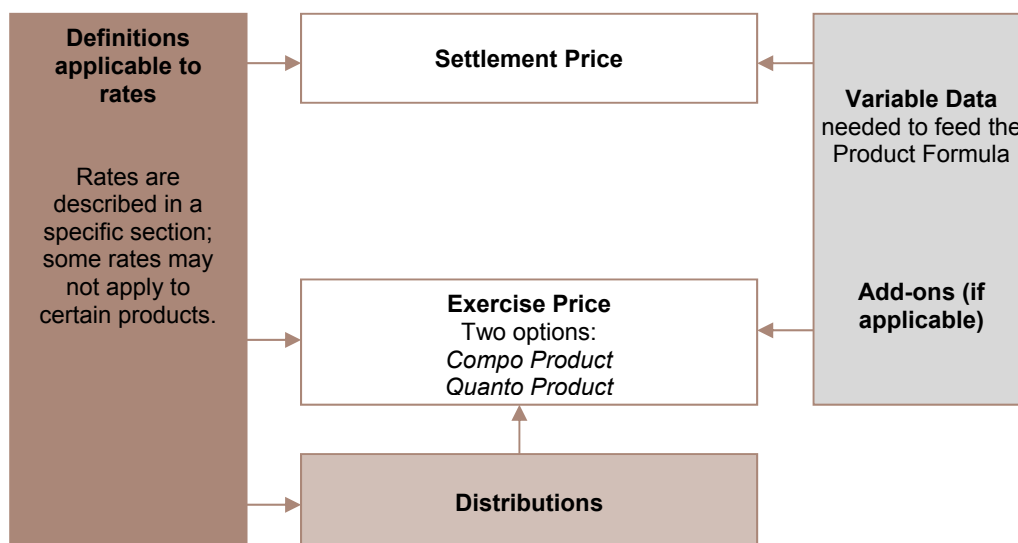 Definitions
applicable to
rates
Rates are
described in a
specific section;
some rates may
not apply to
certain products.
Settlement Price
Exercise Price
Two options:
Compo Product
Quanto Product
Distributions
Variable Data
needed to feed the
Product Formula
Add-ons (if
applicable)